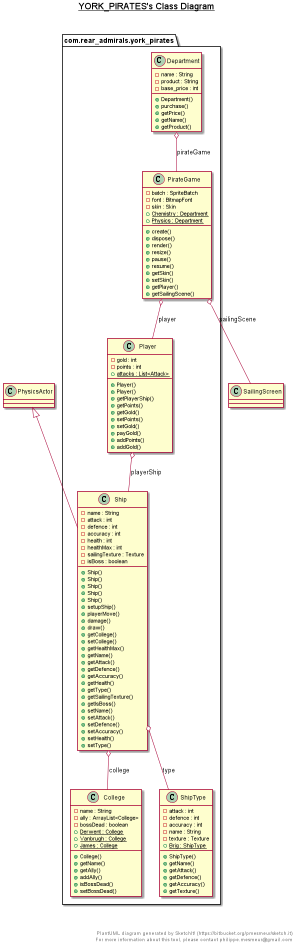 YORK_PIRATES's Class Diagram
com.rear_admirals.york_pirates
C Department
name : String
product : String
base_price : int
Department()
purchase()
getPrice()
getName()
getProduct()
pirateGame
C PirateGame
batch : SpriteBatch
font : BitmapFont
skin : Skin
Chemistry : Department
Physics : Department
create()
dispose()
render()
resize()
pause()
resume()
getSkin()
setSkin()
getPlayer()
getSailingScene()
player
sailingScene
C Player
gold : int
points : int
attacks : List<Attack>
Player()
Player()
getPlayerShip()
getPoints()
getGold()
setPoints()
setGold()
payGold()
addPoints()
addGold()
C PhysicsActor
C SailingScreen
playerShip
C Ship
name : String
attack : int
defence : int
accuracy : int
health : int
healthMax : int
sailingTexture : Texture
isBoss : boolean
Ship()
Ship()
Ship()
Ship()
setupShip()
playerMove()
damage()
draw()
getCollege()
setCollege()
getHealthMax()
getName()
getAttack()
getDefence()
getAccuracy()
getHealth()
getType()
getSailingTexture()
getIsBoss()
setName()
setAttack()
setDefence()
setAccuracy()
setHealth()
setType()
college
type
C College
name : String
ally : ArrayList<College>
bossDead : boolean
Derwent : College
Vanbrugh : College
James : College
College()
getName()
getAlly()
addAlly()
isBossDead()
setBossDead()
C ShipType
attack : int
defence : int
accuracy : int
name : String
texture : Texture
Brig : ShipType
ShipType()
getName()
getAttack()
getDefence()
getAccuracy()
getTexture()
PlantUML diagram generated by SketchIt! (https://bitbucket.org/pmesmeur/sketch.it)
For more information about this tool, please contact philippe.mesmeur@gmail.com